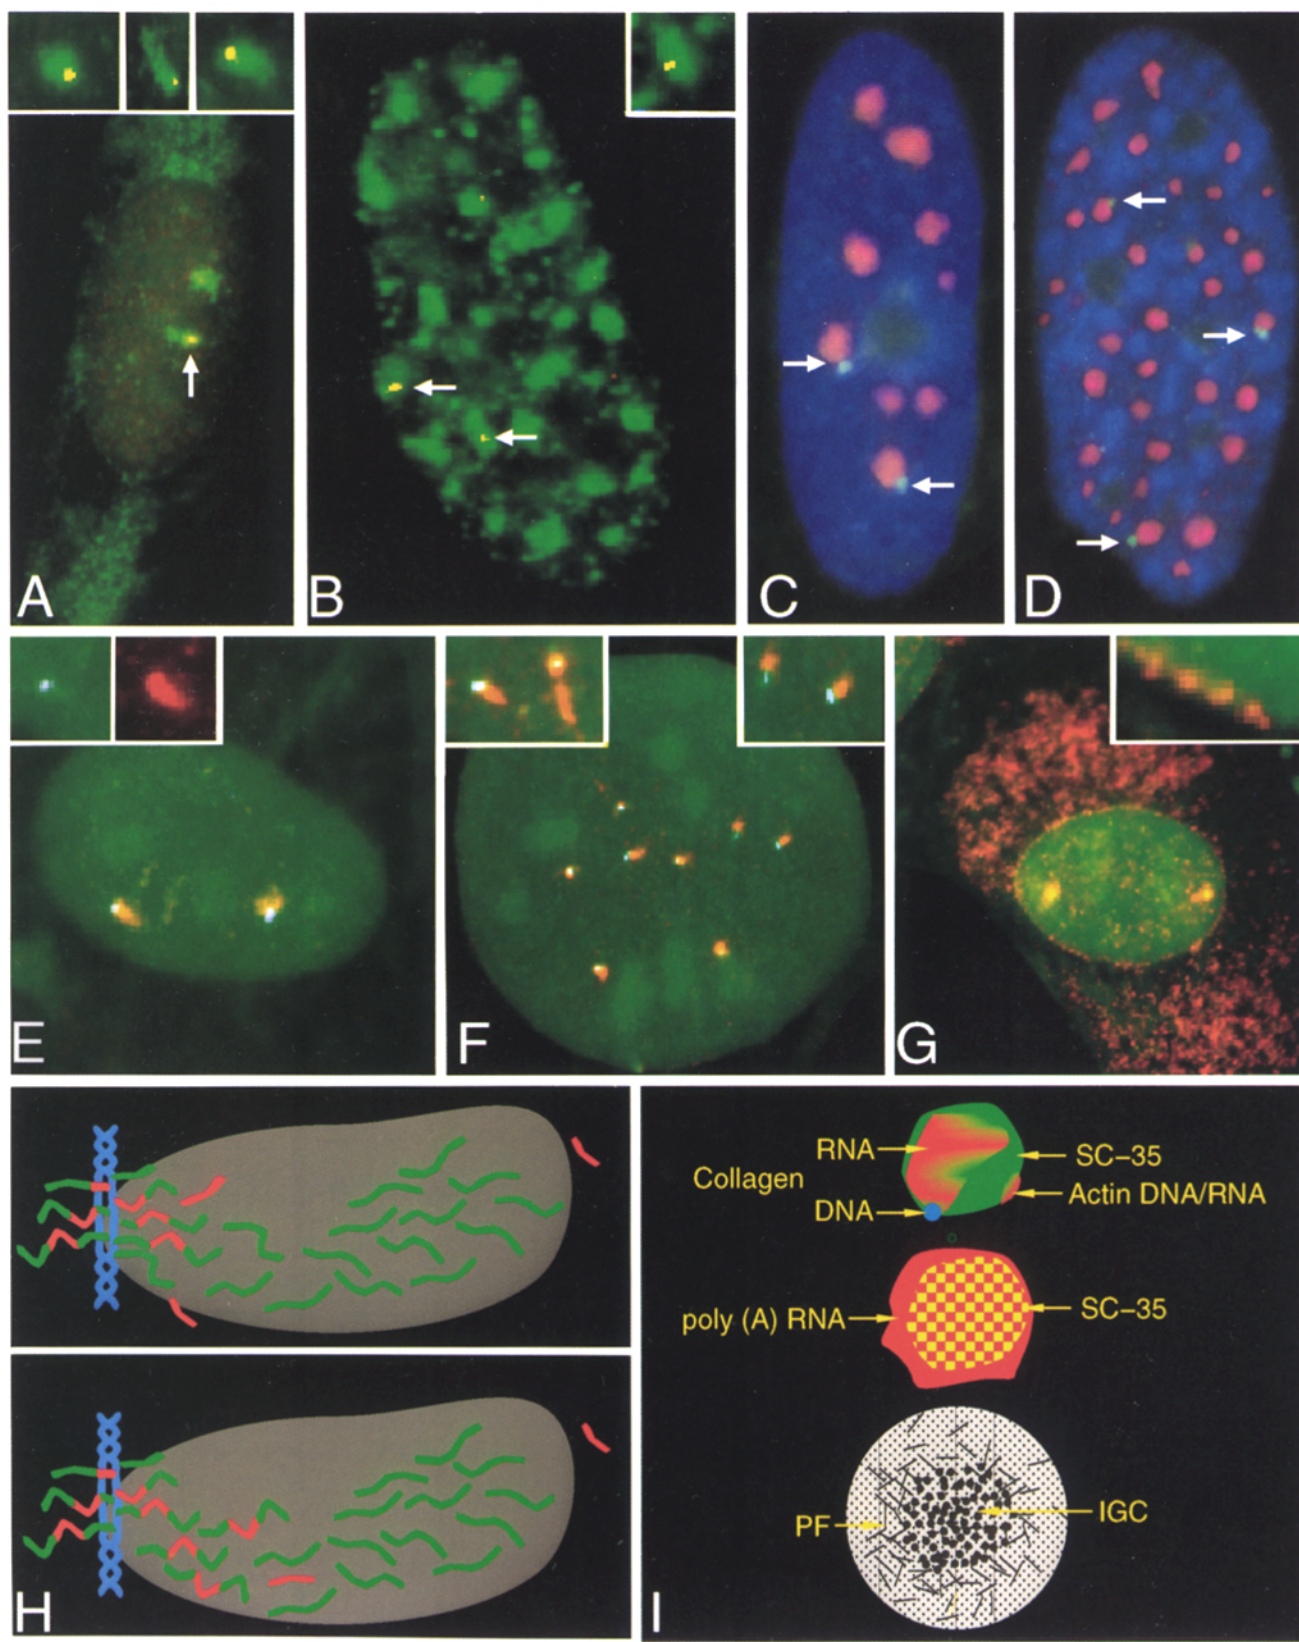 A
B
C
D
E
F
G
H
RNA
SC-35
Collagen
Actin DNA/RNA
DNA
poly (A) RNA
SC-35
PF
IGC
I